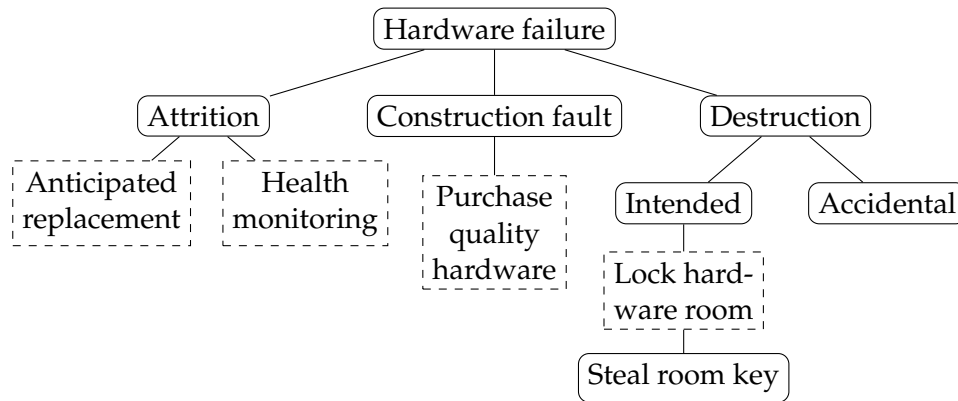 Hardware failure
Attrition
Construction fault
Destruction
Anticipated
replacement
Health
monitoring
Purchase
quality
hardware
Intended
Accidental
Lock hard-
ware room
Steal room key